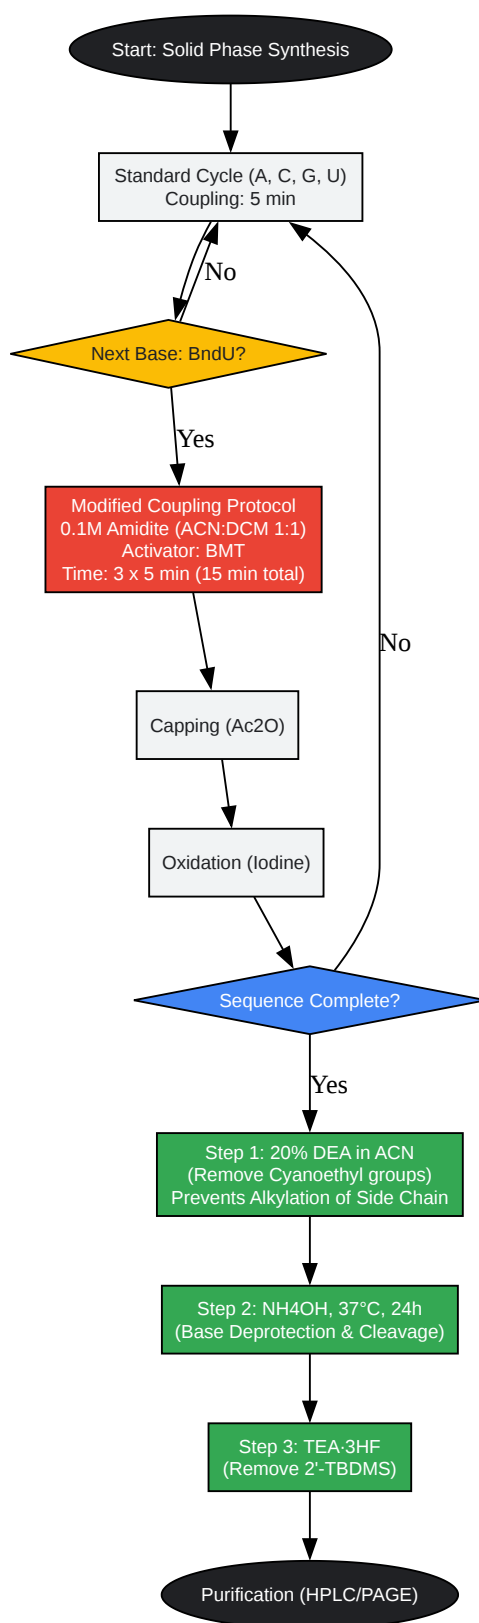 Start: Solid Phase Synthesis
Standard Cycle (A, C, G, U)
Coupling: 5 min
No
Next Base: BndU?
Yes
Modified Coupling Protocol
0.1M Amidite (ACN:DCM 1:1)
Activator: BMT
Time: 3 x 5 min (15 min total)
No
Capping (Ac2O)
Oxidation (Iodine)
Sequence Complete?
Yes
Step 1: 20% DEA in ACN
(Remove Cyanoethyl groups)
Prevents Alkylation of Side Chain
Step 2: NH4OH, 37°C, 24h
(Base Deprotection & Cleavage)
Step 3: TEA·3HF
(Remove 2'-TBDMS)
Purification (HPLC/PAGE)